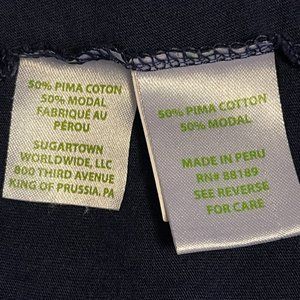 50% PIMA COTON
50% MODAL
FABRIQUÉ AU
PÉROU
SUGARTOWN
WORLDWIDE, LLC
800 THIRD AVENUE
KING OF PRUSSIA, PA
50% PIMA COTTON
50% MODAL
MADE IN PERU
RN# 88189
SEE REVERSE
FOR CARE